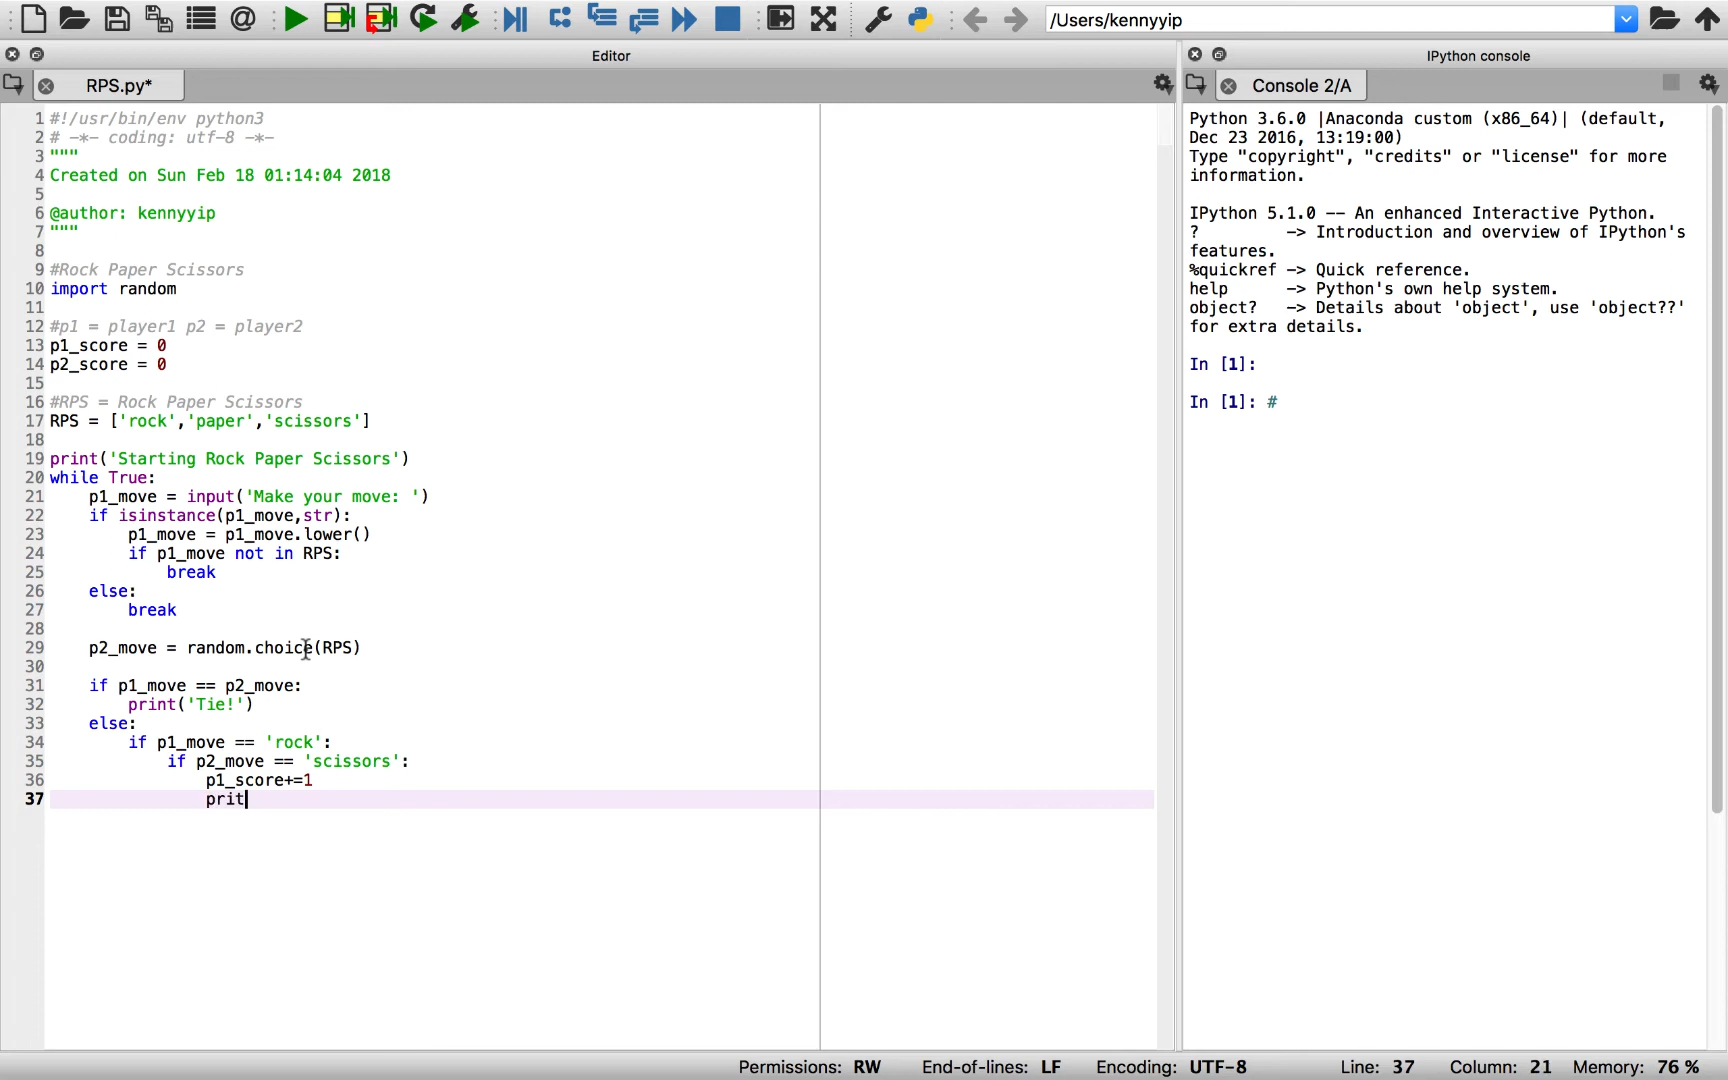 /Users/kennyyip
Editor
IPython console
RPS.py*
Console 2/A
1 #!/usr/bin/env python3
2 # -*- coding: utf-8 -*-
3 """
4 Created on Sun Feb 18 01:14:04 2018
5
6 @author: kennyyip
7 """
8
9 #Rock Paper Scissors
10 import random
11
12 #p1 = player1 p2 = player2
13 p1_score = 0
14 p2_score = 0
15
16 #RPS = Rock Paper Scissors
17 RPS = ['rock','paper','scissors']
18
19 print('Starting Rock Paper Scissors')
20 while True:
21     p1_move = input('Make your move: ')
22     if isinstance(p1_move,str):
23         p1_move = p1_move.lower()
24         if p1_move not in RPS:
25             break
26     else:
27         break
28
29     p2_move = random.choice(RPS)
30
31     if p1_move == p2_move:
32         print('Tie!')
33     else:
34         if p1_move == 'rock':
35             if p2_move == 'scissors':
36                 p1_score+=1
37                 prit
Python 3.6.0 |Anaconda custom (x86_64)| (default,
Dec 23 2016, 13:19:00)
Type "copyright", "credits" or "license" for more
information.
IPython 5.1.0 -- An enhanced Interactive Python.
?         -> Introduction and overview of IPython's
features.
%quickref -> Quick reference.
help      -> Python's own help system.
object?   -> Details about 'object', use 'object??'
for extra details.
In [1]:
In [1]: #
Permissions: RW End-of-lines: LF Encoding: UTF-8 Line: 37 Column: 21 Memory: 76 %